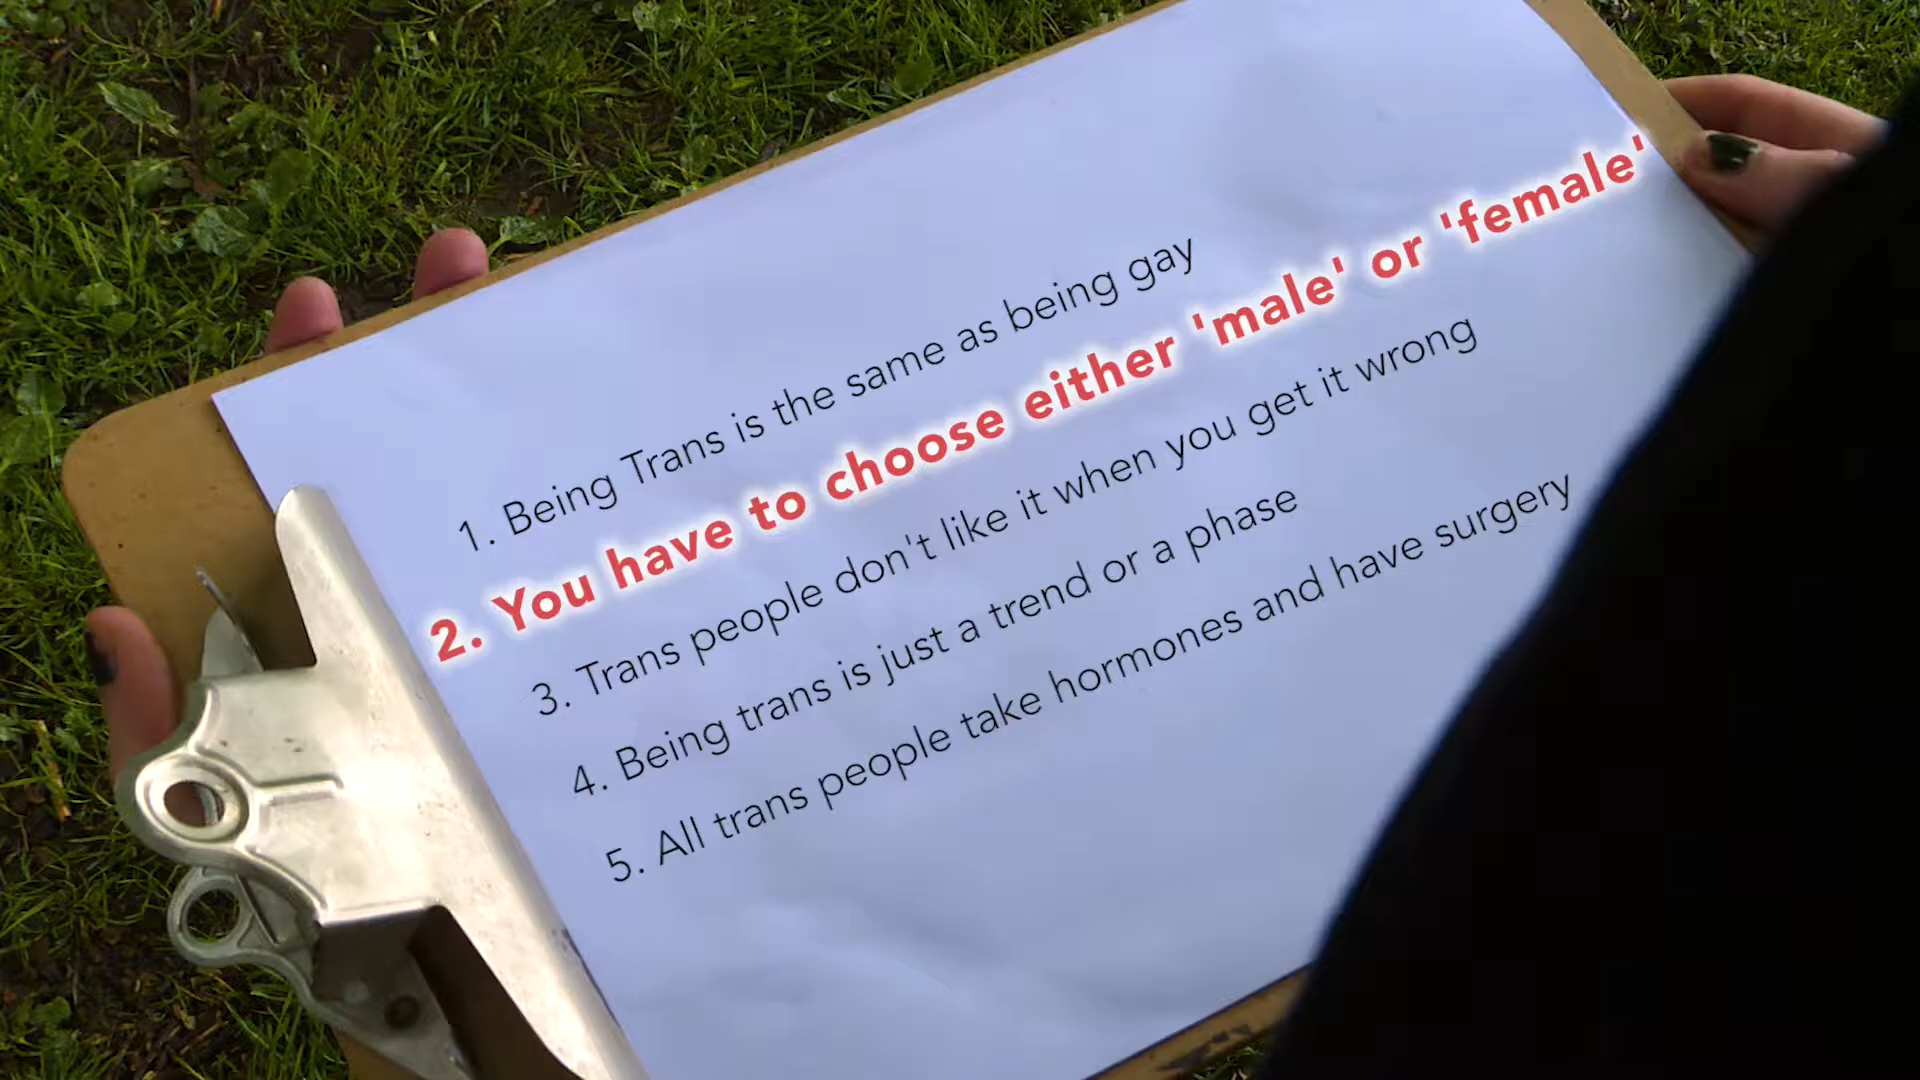 1. Being Trans is the same as being gay
2. You have to choose either 'male' or 'female'
3. Trans people don't like it when you get it wrong
4. Being trans is just a trend or a phase
5. All trans people take hormones and have surgery